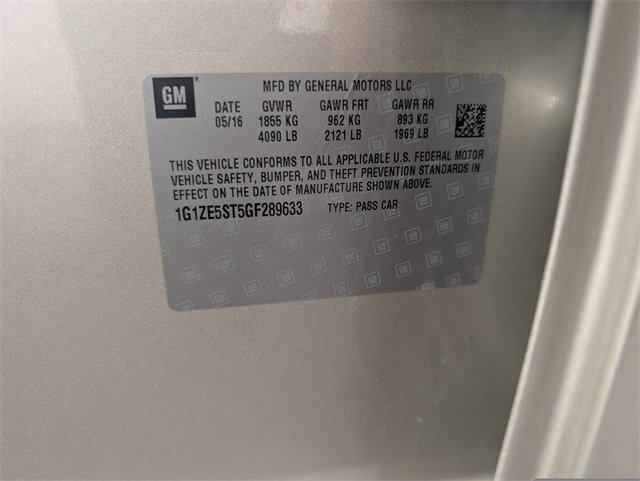 GM
MFD BY GENERAL MOTORS LLC
DATE GVWR GAWR FRT GAWR RR
05/16 1855 KG 962 KG 893 KG
4090 LB 2121 LB 1969 LB
THIS VEHICLE CONFORMS TO ALL APPLICABLE U.S. FEDERAL MOTOR
VEHICLE SAFETY, BUMPER, AND THEFT PREVENTION STANDARDS IN
EFFECT ON THE DATE OF MANUFACTURE SHOWN ABOVE.
1G1ZE5ST5GF289633 TYPE: PASS CAR